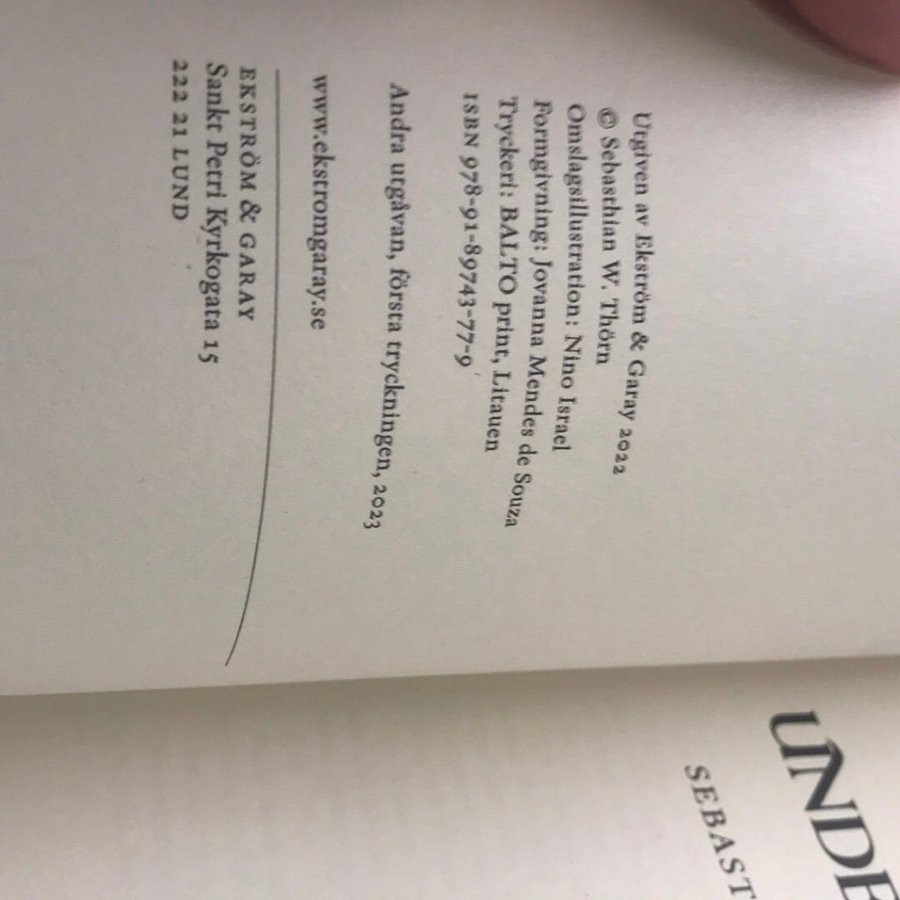 Utgiven av Ekström & Garay 2022
© Sebasthian W. Thörn
Omslagsillustration: Nino Israel
Formgivning: Jovanna Mendes de Souza
Tryckeri: BALTO print, Litauen
ISBN 978-91-89743-77-9
Andra utgåvan, första tryckningen, 2023
www.ekstromgaray.se
EKSTRÖM & GARAY
Sankt Petri Kyrkogata 15
222 21 LUND
UNDE
SEBAST